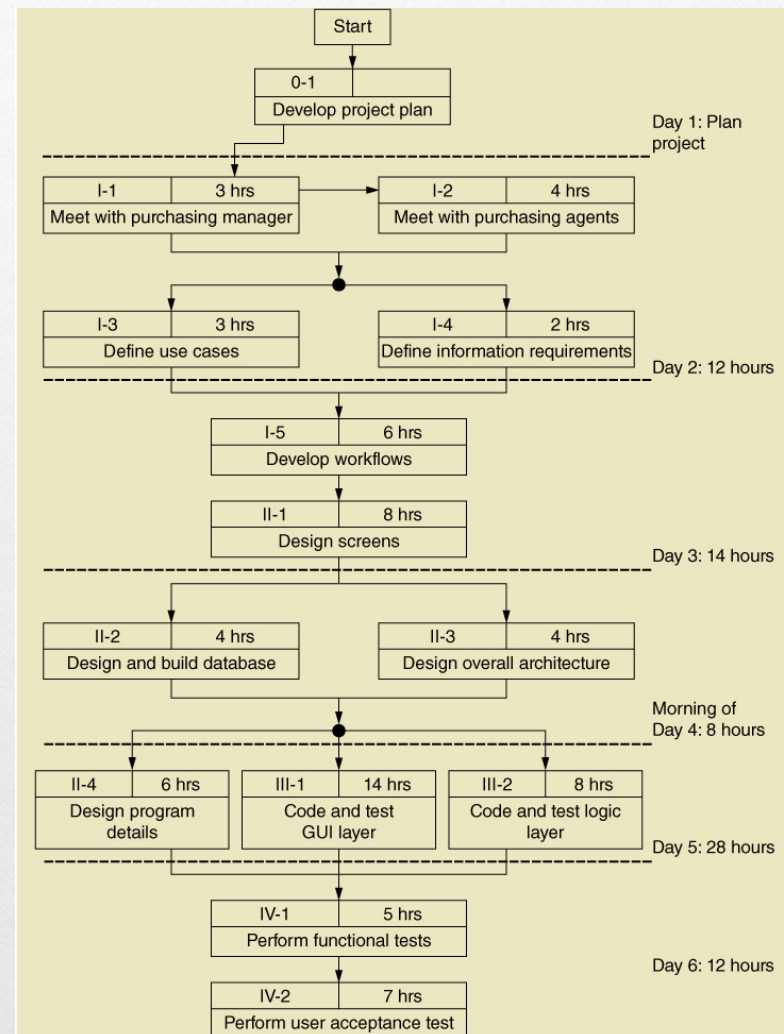 Start
0-1
Develop project plan
Day 1: Plan
project
I-1 3 hrs
Meet with purchasing manager
I-2 4 hrs
Meet with purchasing agents
I-3 3 hrs
Define use cases
I-4 2 hrs
Define information requirements
Day 2: 12 hours
I-5 6 hrs
Develop workflows
II-1 8 hrs
Design screens
Day 3: 14 hours
II-2 4 hrs
Design and build database
II-3 4 hrs
Design overall architecture
Morning of
Day 4: 8 hours
II-4 6 hrs
Design program
details
III-1 14 hrs
Code and test
GUI layer
III-2 8 hrs
Code and test logic
layer
Day 5: 28 hours
IV-1 5 hrs
Perform functional tests
Day 6: 12 hours
IV-2 7 hrs
Perform user acceptance test